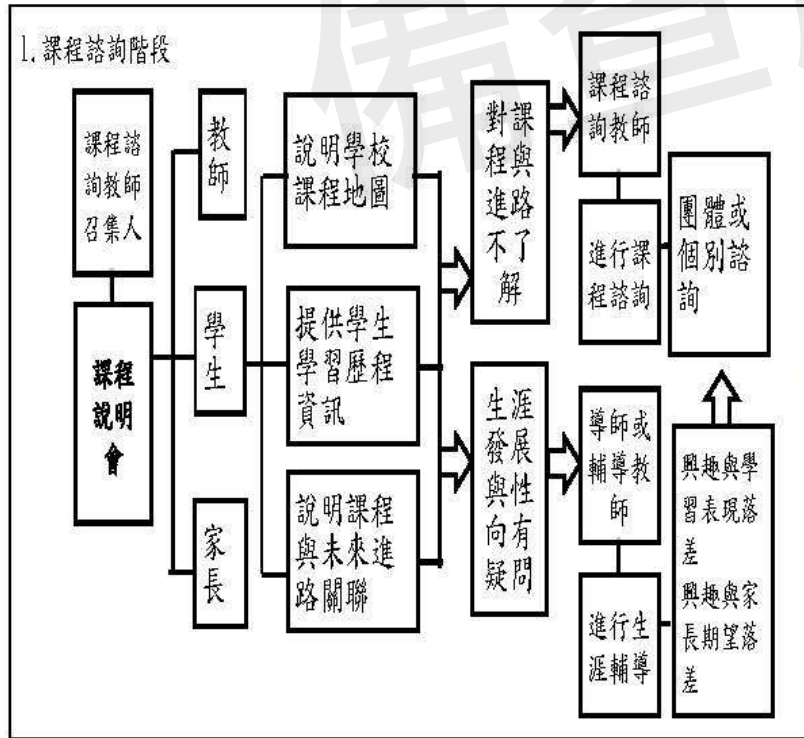 1. 課程諮詢階段
課程諮
詢教師
召集人
課程
說明
會
教
師
學
生
家
長
說明學校
課程地圖
提供學生
學習歷程
資訊
說明課程
與未來進
路關聯
對課
程與
進路
不了
解
生涯
發展
與性
向有
疑問
課程諮
詢教師
進行課
程諮詢
團體或
個別諮
詢
導師或
輔導教
師
進行生
涯輔導
興趣與學
習表現落
差
興趣與家
長期望落
差
備查